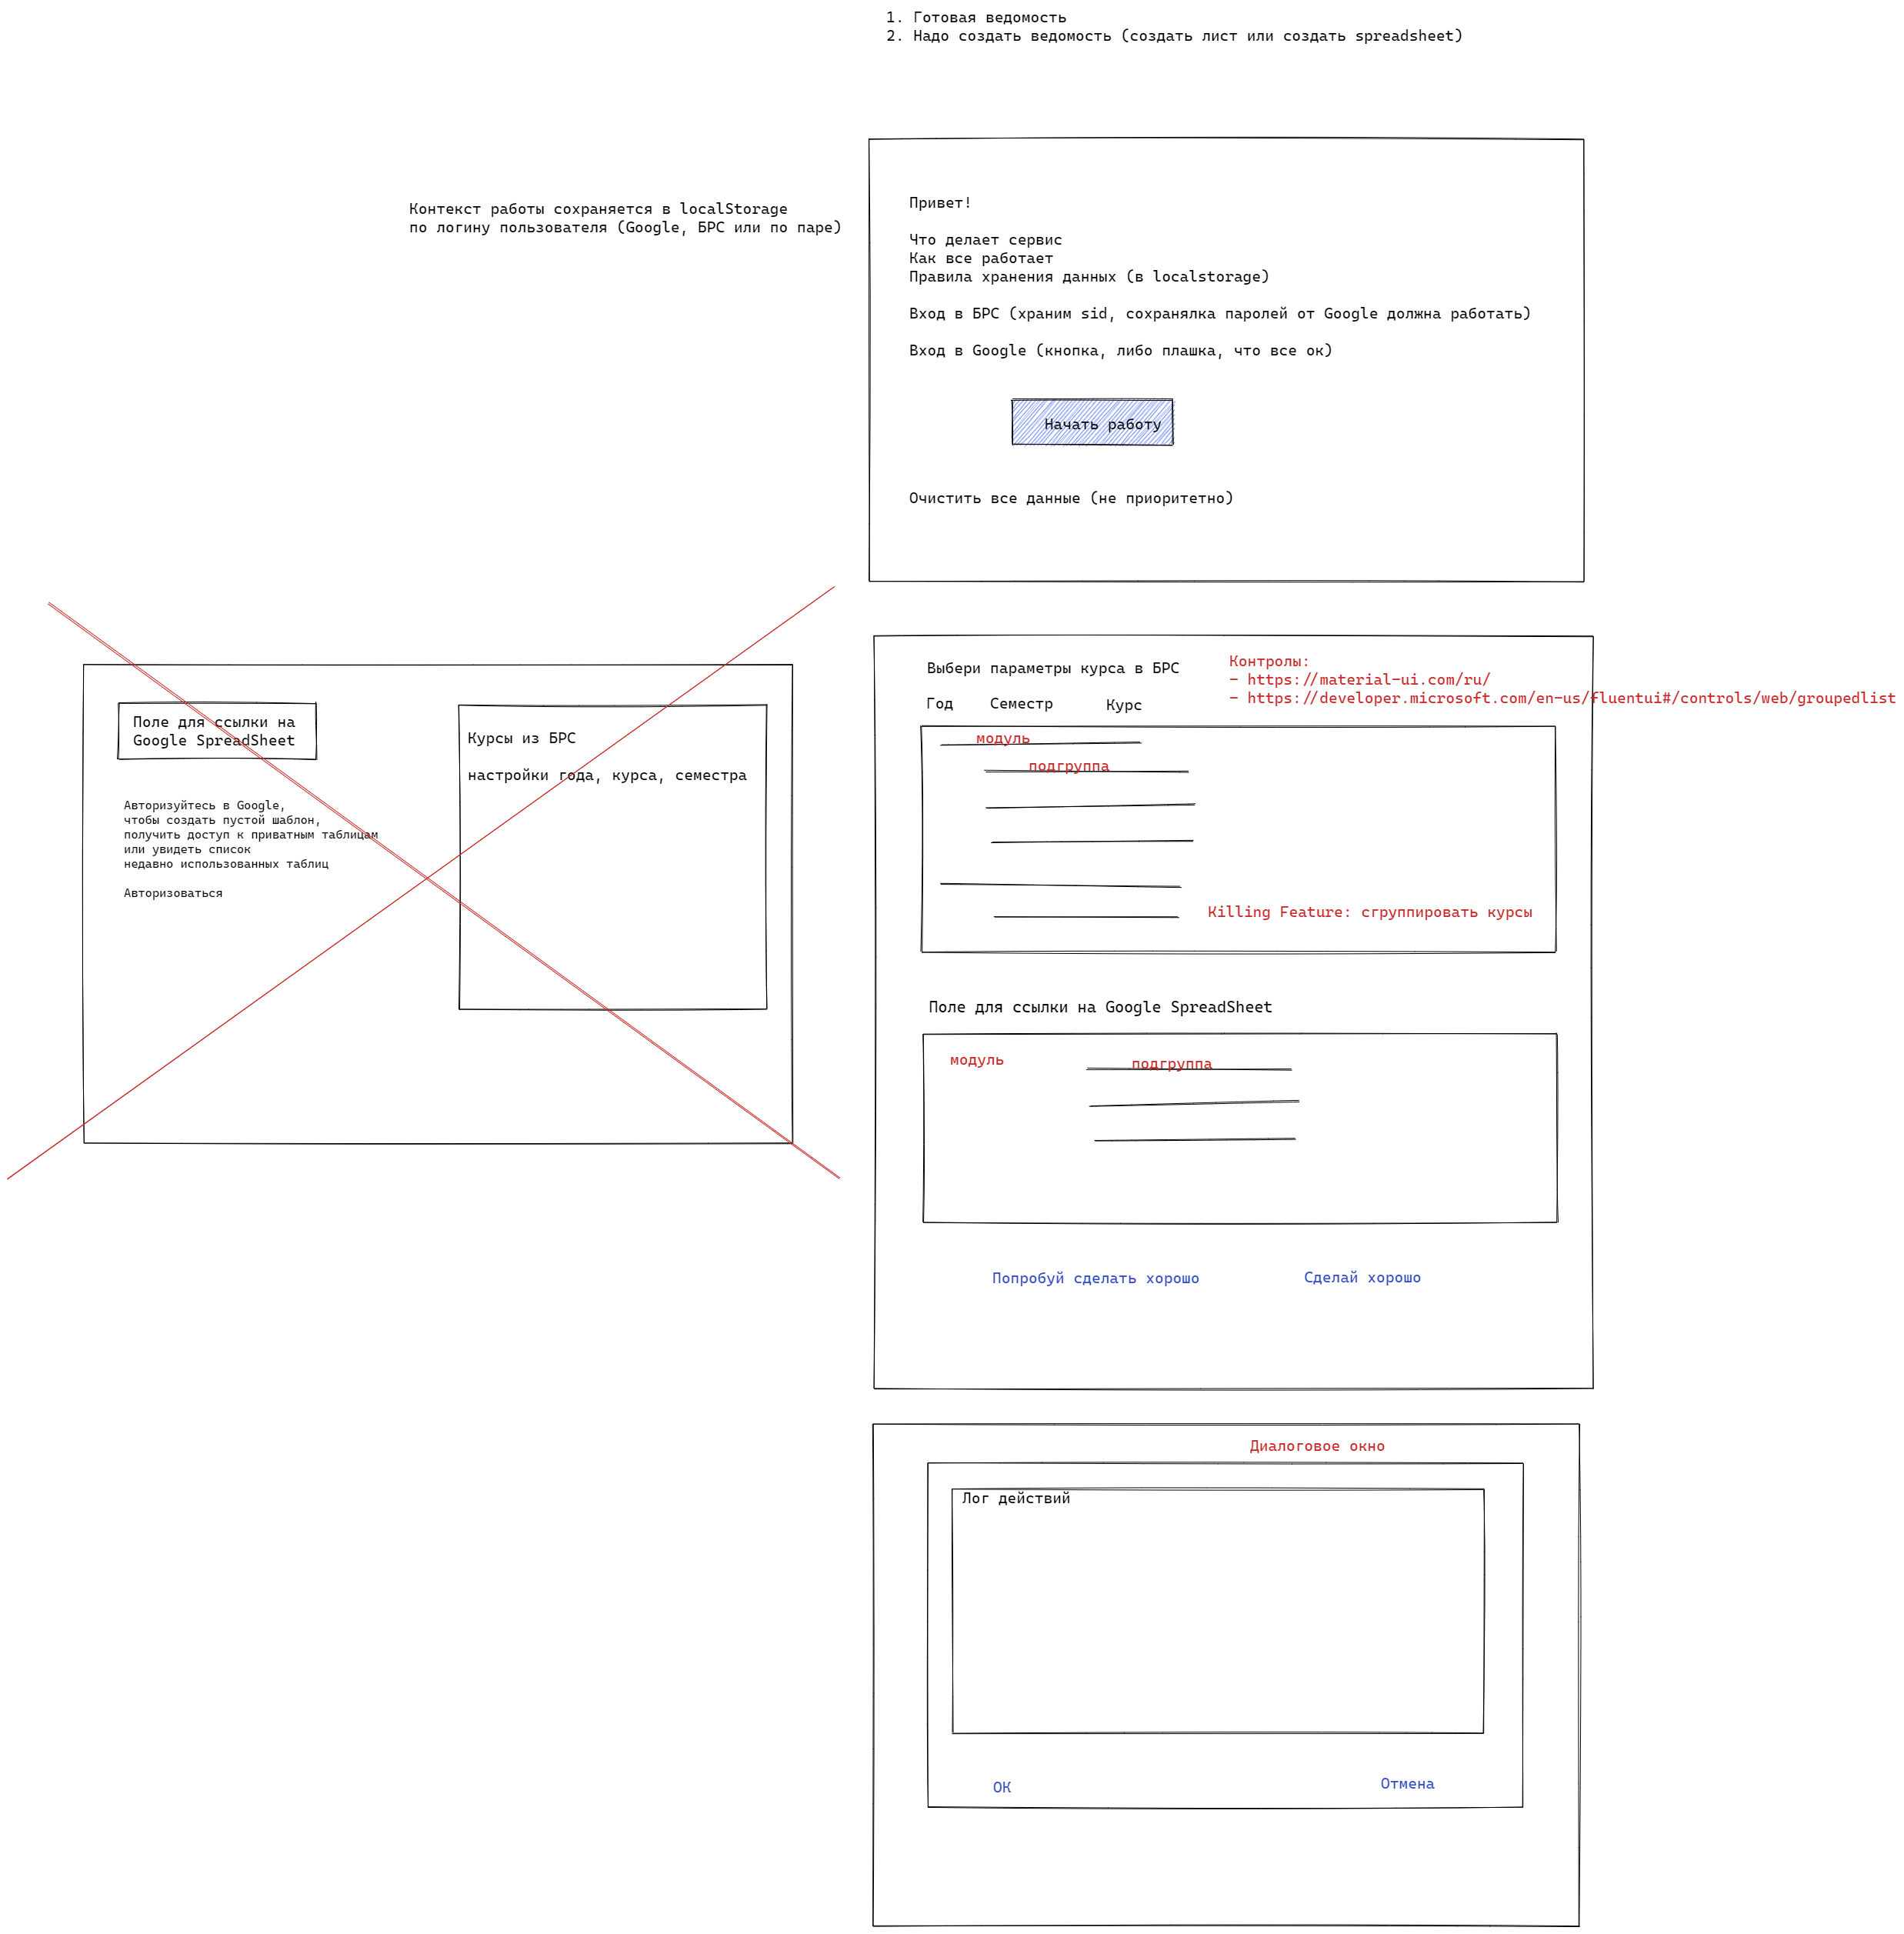 1. Готовая ведомость
2. Надо создать ведомость (создать лист или создать spreadsheet)
Контекст работы сохраняется в localStorage
по логину пользователя (Google, БРС или по паре)
Привет!
Что делает сервис
Как все работает
Правила хранения данных (в localstorage)
Вход в БРС (храним sid, сохранялка паролей от Google должна работать)
Вход в Google (кнопка, либо плашка, что все ок)
Начать работу
Очистить все данные (не приоритетно)
Поле для ссылки на
Google SpreadSheet
Авторизуйтесь в Google,
чтобы создать пустой шаблон,
получить доступ к приватным таблицам
или увидеть список
недавно использованных таблиц
Авторизоваться
Курсы из БРС
настройки года, курса, семестра
Выбери параметры курса в БРС
Контролы:
- https://material-ui.com/ru/
- https://developer.microsoft.com/en-us/fluentui#/controls/web/groupedlist
Год Семестр Курс
модуль
подгруппа
Killing Feature: сгруппировать курсы
Поле для ссылки на Google SpreadSheet
модуль
подгруппа
Попробуй сделать хорошо
Сделай хорошо
Диалоговое окно
Лог действий
ОК
Отмена